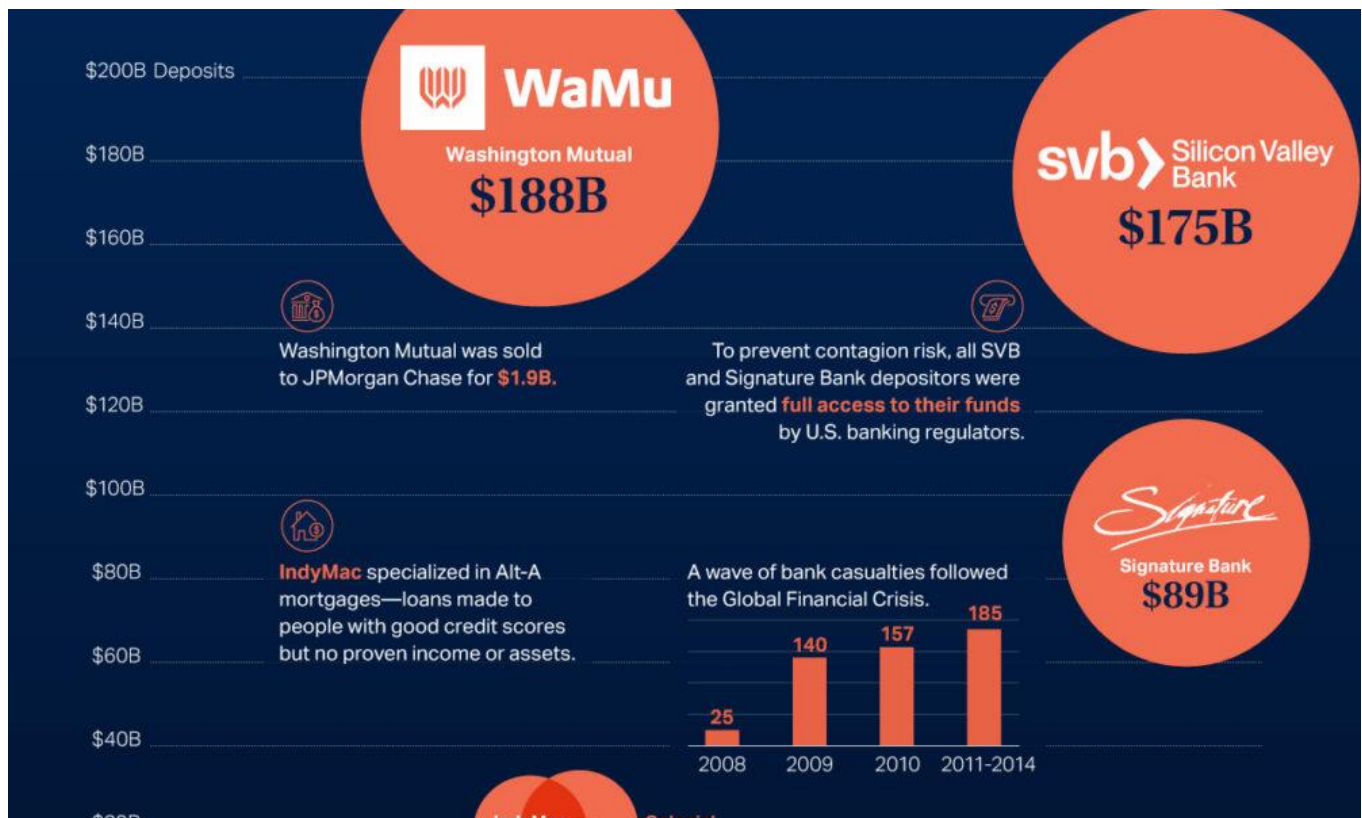 $200B Deposits
WaMu
Washington Mutual
$188B
svb Silicon Valley
Bank
$175B
$180B
$160B
$140B
Washington Mutual was sold
to JPMorgan Chase for $1.9B.
To prevent contagion risk, all SVB
and Signature Bank depositors were
granted full access to their funds
by U.S. banking regulators.
$120B
$100B
Signature
Signature Bank
$89B
$80B
IndyMac specialized in Alt-A
mortgages—loans made to
people with good credit scores
but no proven income or assets.
A wave of bank casualties followed
the Global Financial Crisis.
25
140
157
185
2008
2009
2010
2011-2014
$60B
$40B